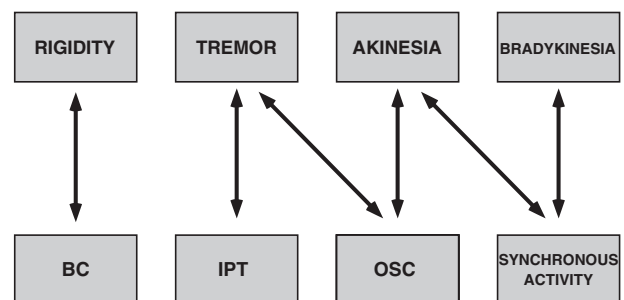 RIGIDITY
TREMOR
AKINESIA
BRADYKINESIA
BC
IPT
OSC
SYNCHRONOUS
ACTIVITY